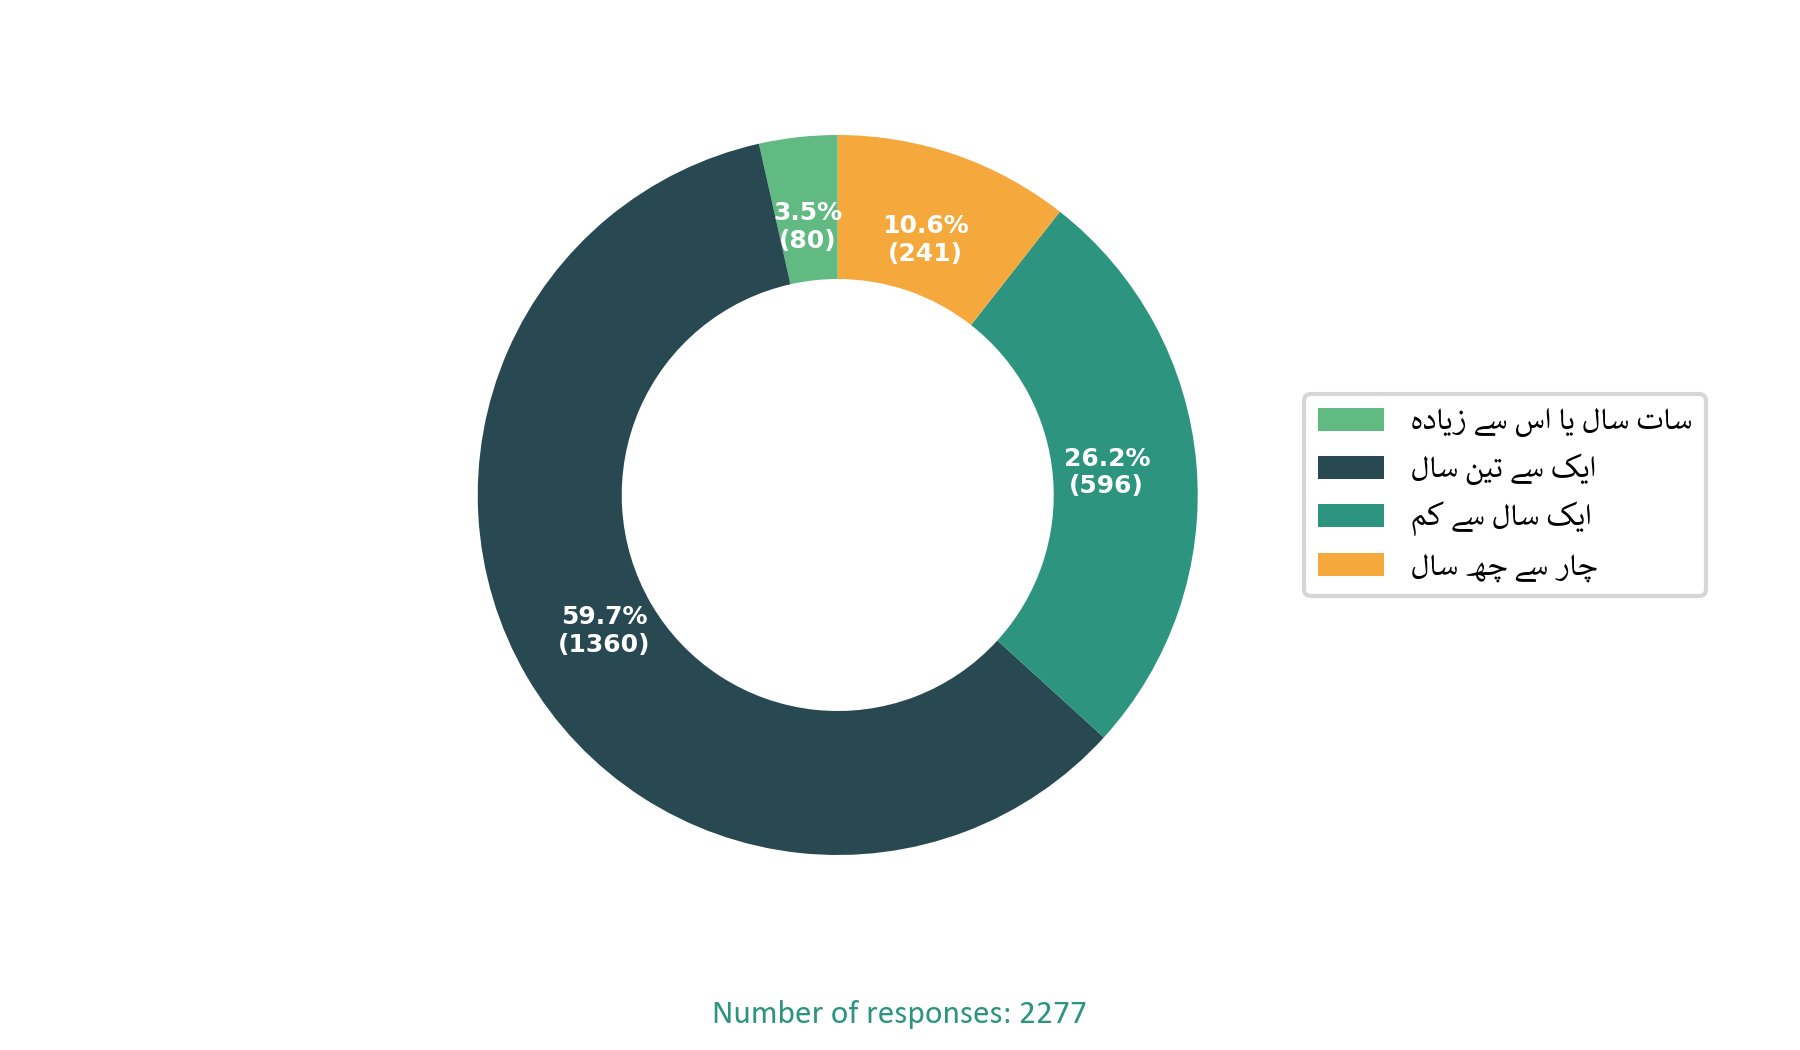 3.5%
(80)
10.6%
(241)
26.2%
(596)
59.7%
(1360)
سات سال یا اس سے زیادہ
ایک سے تین سال
ایک سال سے کم
چار سے چھ سال
Number of responses: 2277